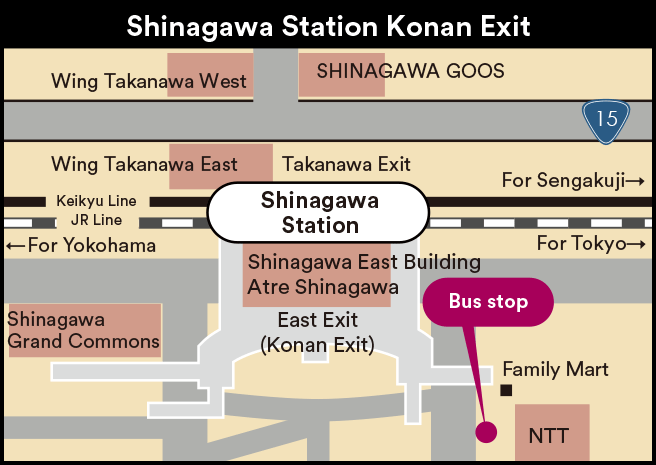 Shinagawa Station Konan Exit
Wing Takanawa West
SHINAGAWA GOOS
15
Wing Takanawa East
Takanawa Exit
For Sengakuji→
Keikyu Line
JR Line
Shinagawa
Station
←For Yokohama
For Tokyo→
Shinagawa East Building
Atre Shinagawa
Bus stop
East Exit
(Konan Exit)
Shinagawa
Grand Commons
Family Mart
NTT